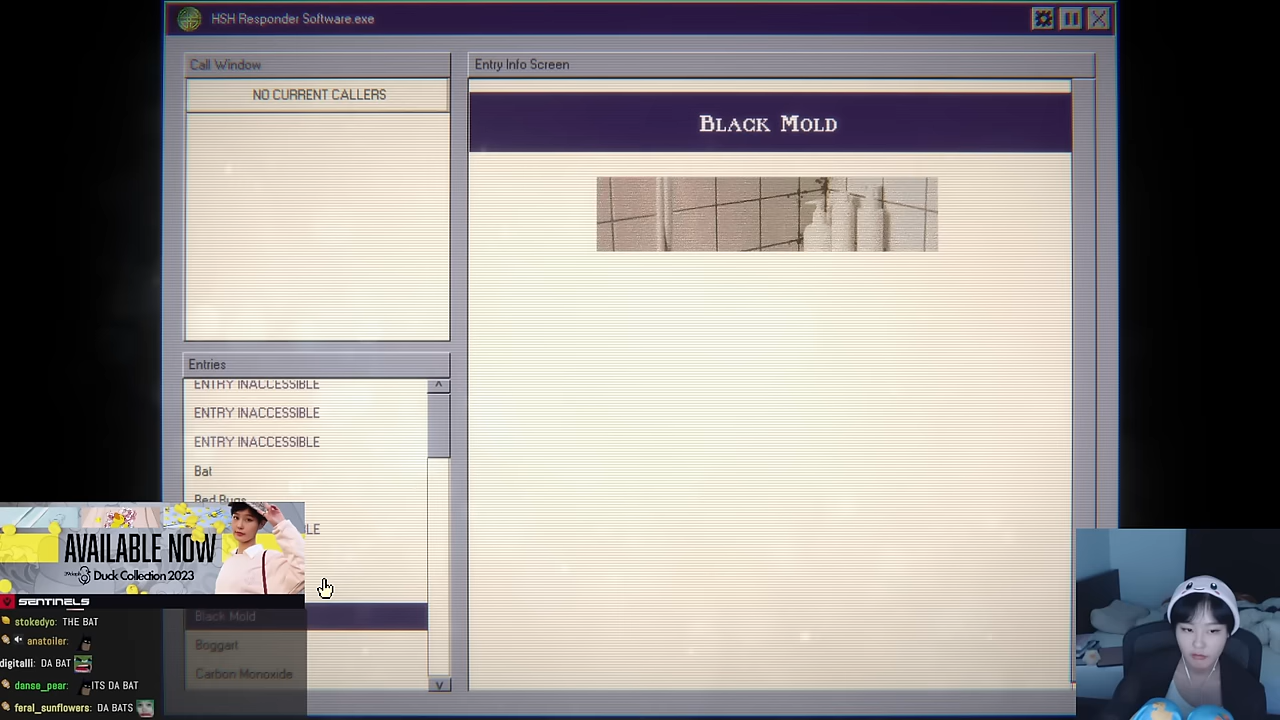 HSH Responder Software.exe
Call Window
NO CURRENT CALLERS
Entry Info Screen
Black Mold
Entries
ENTRY INACCESSIBLE
ENTRY INACCESSIBLE
ENTRY INACCESSIBLE
Bat
Bed Bugs
LE
Black Mold
Boggart
Carbon Monoxide
AVAILABLE NOW
Duck Collection 2023
SENTINELS
stokedyo: THE BAT
anatoiler:
digitalli: DA BAT
danse_pear: ITS DA BAT
feral_sunflowers: DA BATS